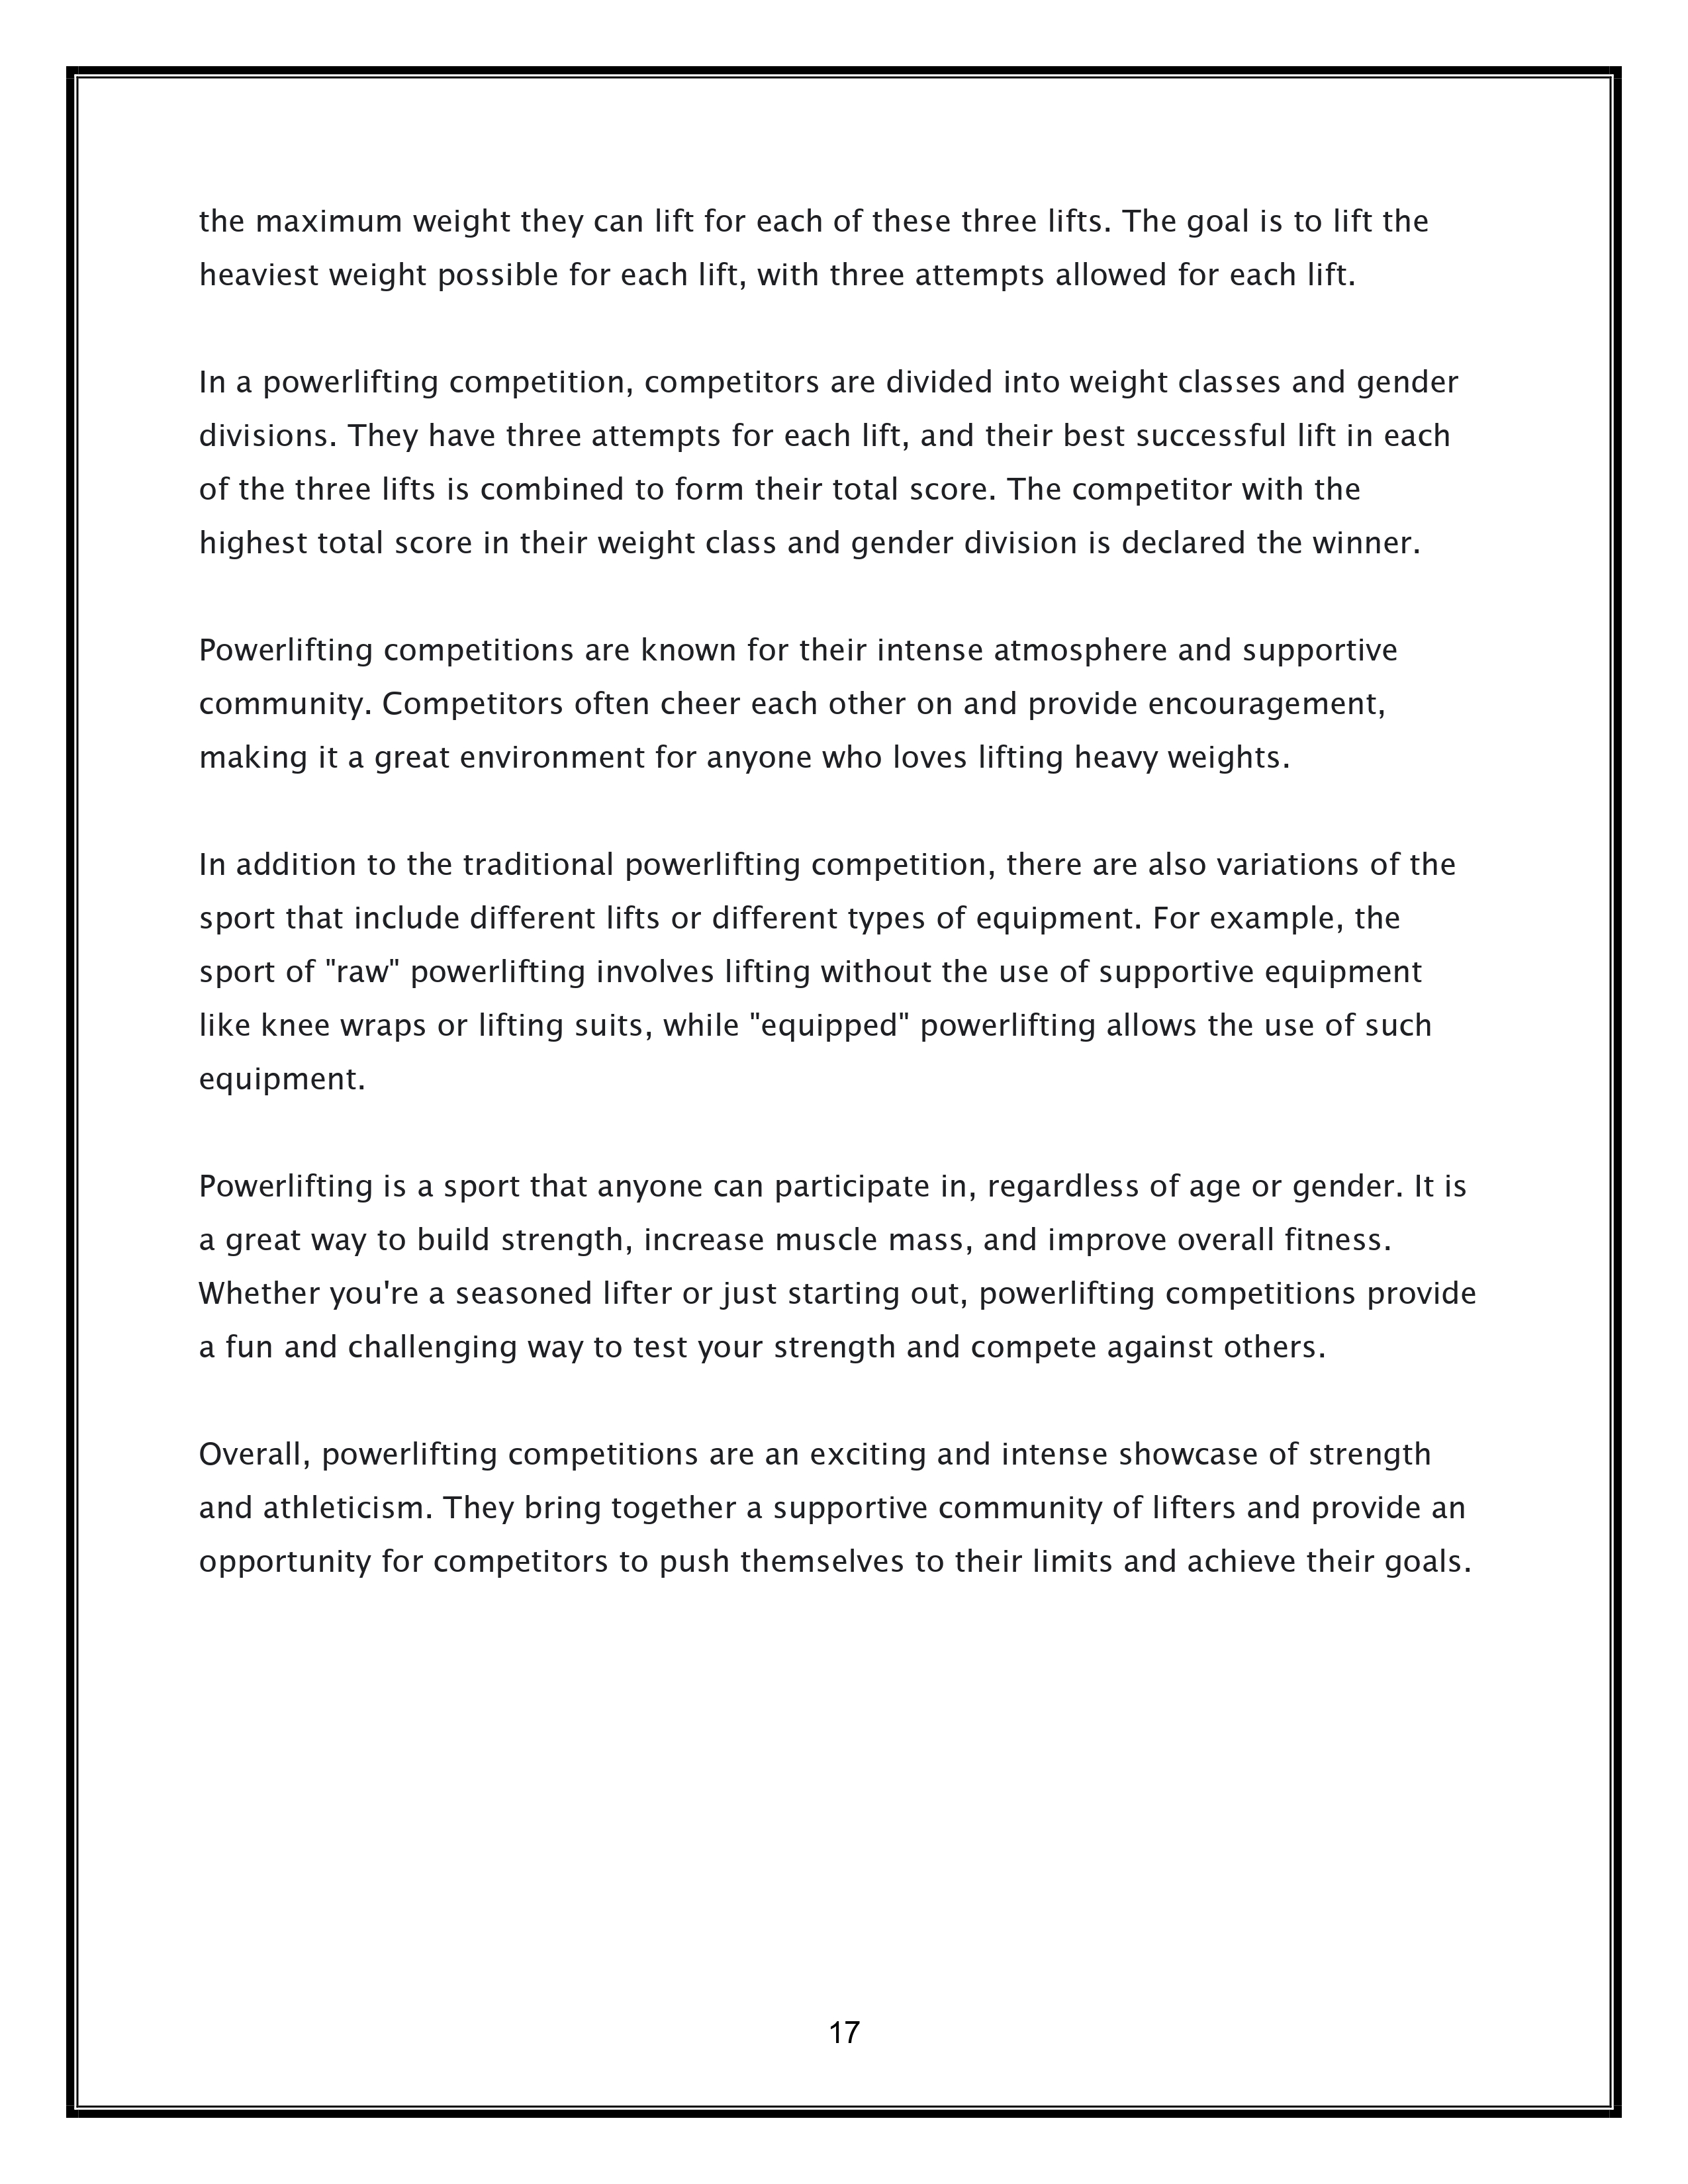 the maximum weight they can lift for each of these three lifts. The goal is to lift the
heaviest weight possible for each lift, with three attempts allowed for each lift.
In a powerlifting competition, competitors are divided into weight classes and gender
divisions. They have three attempts for each lift, and their best successful lift in each
of the three lifts is combined to form their total score. The competitor with the
highest total score in their weight class and gender division is declared the winner.
Powerlifting competitions are known for their intense atmosphere and supportive
community. Competitors often cheer each other on and provide encouragement,
making it a great environment for anyone who loves lifting heavy weights.
In addition to the traditional powerlifting competition, there are also variations of the
sport that include different lifts or different types of equipment. For example, the
sport of "raw" powerlifting involves lifting without the use of supportive equipment
like knee wraps or lifting suits, while "equipped" powerlifting allows the use of such
equipment.
Powerlifting is a sport that anyone can participate in, regardless of age or gender. It is
a great way to build strength, increase muscle mass, and improve overall fitness.
Whether you're a seasoned lifter or just starting out, powerlifting competitions provide
a fun and challenging way to test your strength and compete against others.
Overall, powerlifting competitions are an exciting and intense showcase of strength
and athleticism. They bring together a supportive community of lifters and provide an
opportunity for competitors to push themselves to their limits and achieve their goals.
17